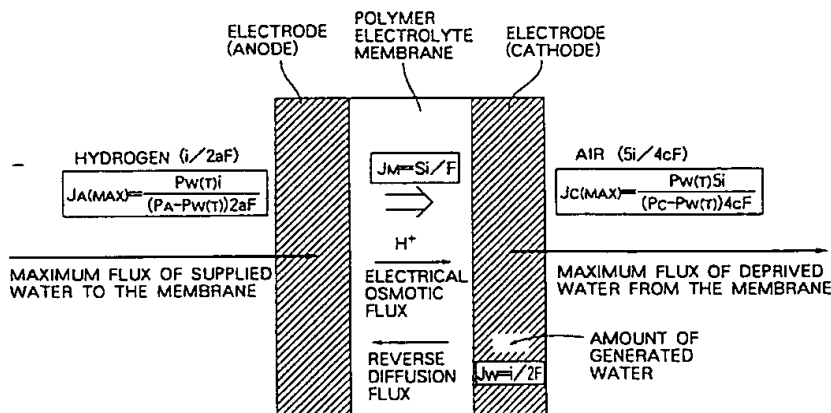 ELECTRODE
(ANODE)
POLYMER
ELECTROLYTE
MEMBRANE
ELECTRODE
(CATHODE)
HYDROGEN (i/2aF)
JA(MAX)=PW(T)i/(PA-PW(T))2aF
JM=Si/F
AIR (5i/4cF)
JC(MAX)=PW(T)5i/(PC-PW(T))4cF
H+
MAXIMUM FLUX OF SUPPLIED
WATER TO THE MEMBRANE
ELECTRICAL
OSMOTIC
FLUX
MAXIMUM FLUX OF DEPRIVED
WATER FROM THE MEMBRANE
REVERSE
DIFFUSION
FLUX
JW=i/2F
AMOUNT OF
GENERATED
WATER